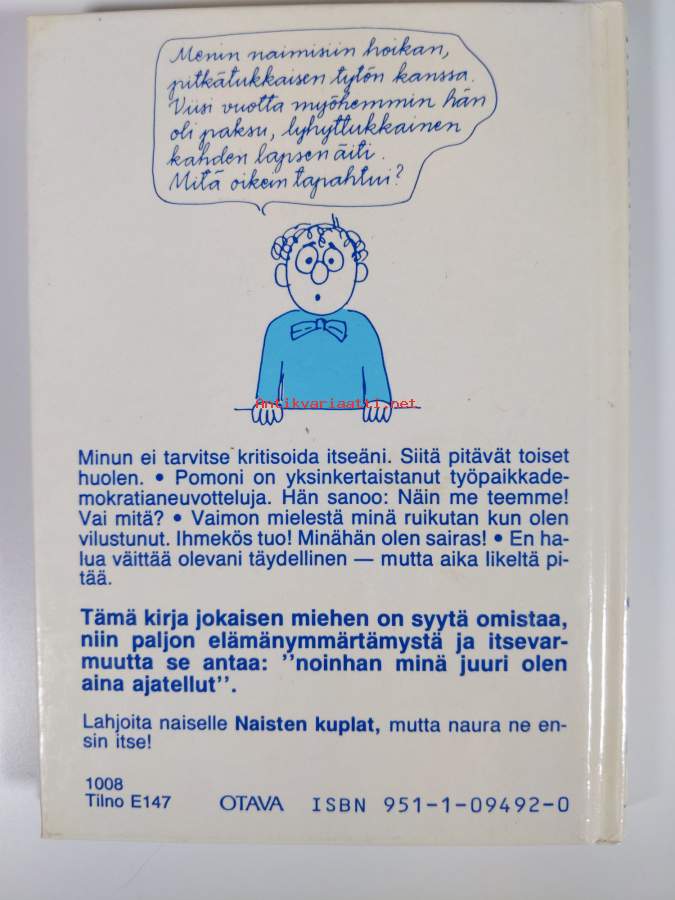 Menin naimisiin hoikan,
pitkätukkaisen tytön kanssa.
Viisi vuotta myöhemmin hän
oli paksu, lyhyttukkainen
kahden lapsen äiti.
Mitä oikein tapahtui?
Antikvariaatti.net
Minun ei tarvitse kritisoida itseäni. Siitä pitävät toiset
huolen. • Pomoni on yksinkertaistanut työpaikkade-
mokratianeuvotteluja. Hän sanoo: Näin me teemme!
Vai mitä? • Vaimon mielestä minä ruikutan kun olen
vilustunut. Ihmekös tuo! Minähän olen sairas! • En ha-
lua väittää olevani täydellinen — mutta aika likeltä pi-
tää.
Tämä kirja jokaisen miehen on syytä omistaa,
niin paljon elämänymmärtämystä ja itsevar-
muutta se antaa: ''noinhan minä juuri olen
aina ajatellut''.
Lahjoita naiselle Naisten kuplat, mutta naura ne en-
sin itse!
1008
Tilno E147 OTAVA ISBN 951-1-09492-0